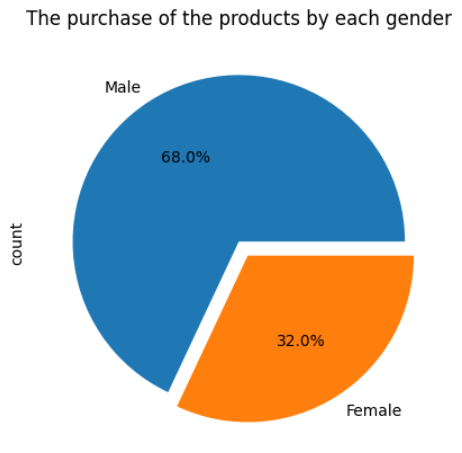 The purchase of the products by each gender
Male
68.0%
count
32.0%
Female